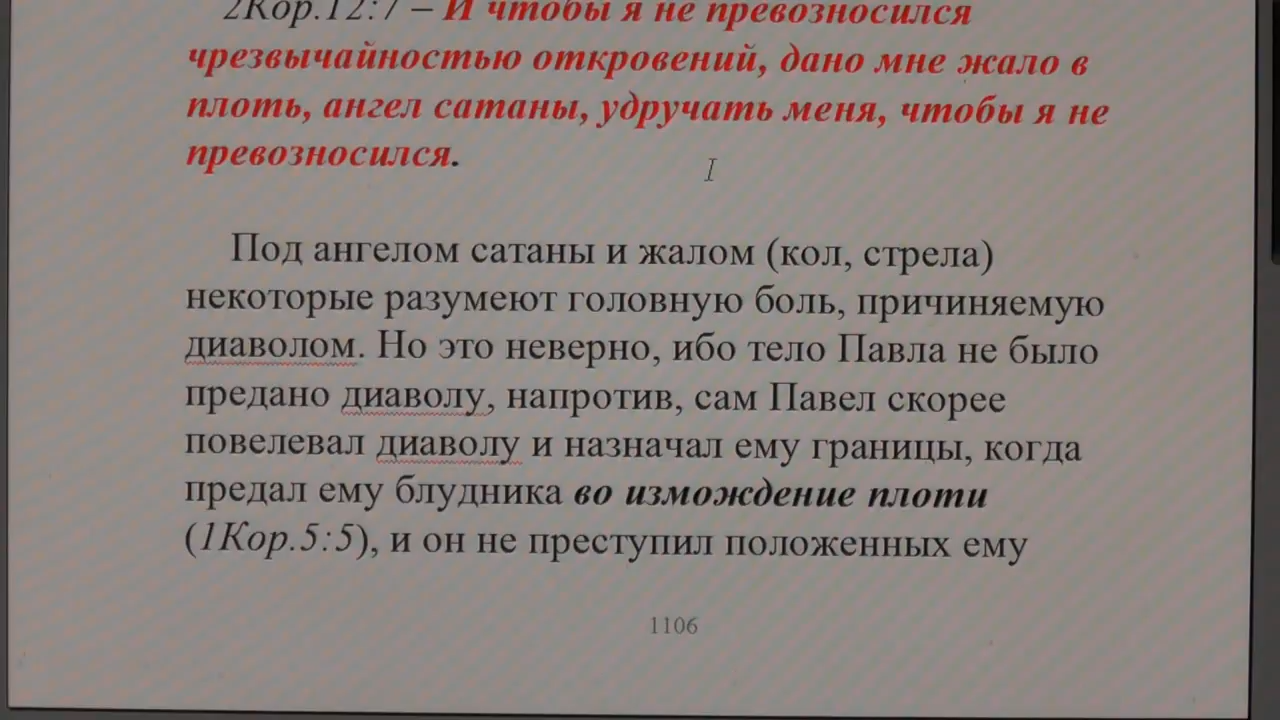 2Кор.12:7 – И чтобы я не превозносился
чрезвычайностью откровений, дано мне жало в
плоть, ангел сатаны, удручать меня, чтобы я не
превозносился.
Под ангелом сатаны и жалом (кол, стрела)
некоторые разумеют головную боль, причиняемую
диаволом. Но это неверно, ибо тело Павла не было
предано диаволу, напротив, сам Павел скорее
повелевал диаволу и назначал ему границы, когда
предал ему блудника во измождение плоти
(1Кор.5:5), и он не преступил положенных ему
1106